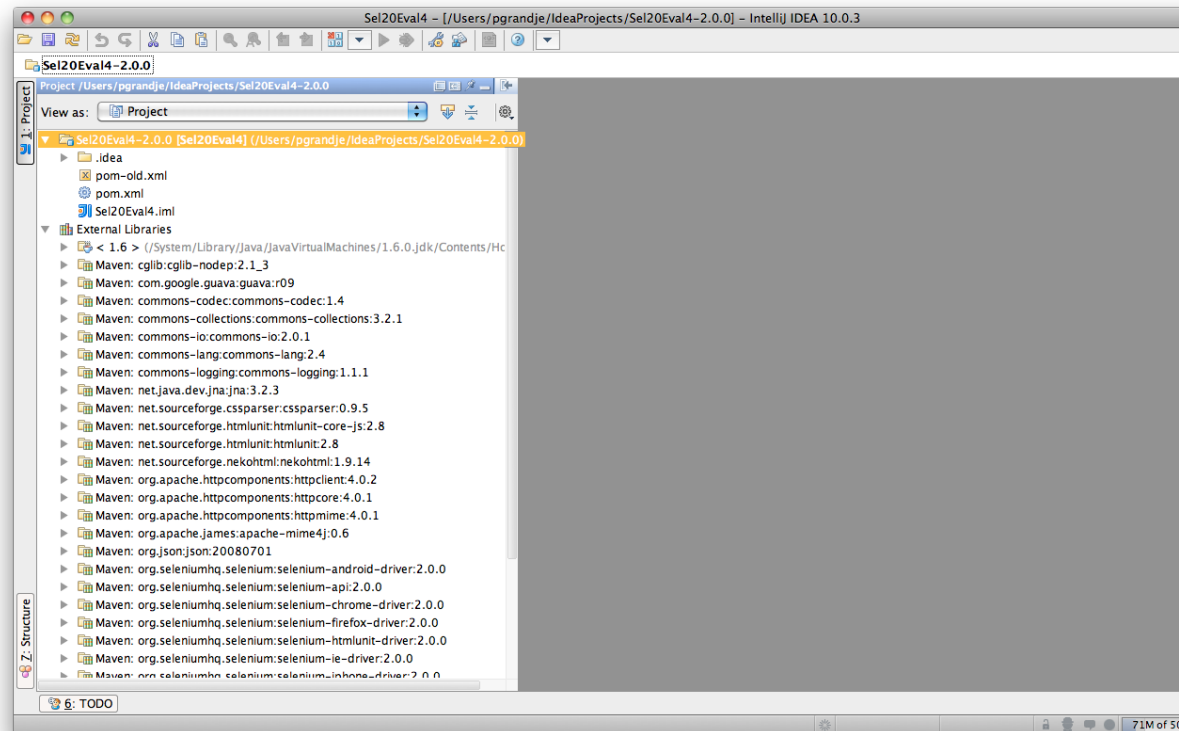 Sel20Eval4 – [/Users/pgrandje/IdeaProjects/Sel20Eval4-2.0.0] – IntelliJ IDEA 10.0.3
Sel20Eval4-2.0.0
1: Project
Project /Users/pgrandje/IdeaProjects/Sel20Eval4-2.0.0
View as: Project
Sel20Eval4-2.0.0 [Sel20Eval4] (/Users/pgrandje/IdeaProjects/Sel20Eval4-2.0.0)
.idea
pom-old.xml
pom.xml
Sel20Eval4.iml
External Libraries
< 1.6 > (/System/Library/Java/JavaVirtualMachines/1.6.0.jdk/Contents/Hc
Maven: cglib:cglib-nodep:2.1_3
Maven: com.google.guava:guava:r09
Maven: commons-codec:commons-codec:1.4
Maven: commons-collections:commons-collections:3.2.1
Maven: commons-io:commons-io:2.0.1
Maven: commons-lang:commons-lang:2.4
Maven: commons-logging:commons-logging:1.1.1
Maven: net.java.dev.jna:jna:3.2.3
Maven: net.sourceforge.cssparser:cssparser:0.9.5
Maven: net.sourceforge.htmlunit:htmlunit-core-js:2.8
Maven: net.sourceforge.htmlunit:htmlunit:2.8
Maven: net.sourceforge.nekohtml:nekohtml:1.9.14
Maven: org.apache.httpcomponents:httpclient:4.0.2
Maven: org.apache.httpcomponents:httpcore:4.0.1
Maven: org.apache.httpcomponents:httpmime:4.0.1
Maven: org.apache.james:apache-mime4j:0.6
Maven: org.json:json:20080701
Maven: org.seleniumhq.selenium:selenium-android-driver:2.0.0
Maven: org.seleniumhq.selenium:selenium-api:2.0.0
Maven: org.seleniumhq.selenium:selenium-chrome-driver:2.0.0
Maven: org.seleniumhq.selenium:selenium-firefox-driver:2.0.0
Maven: org.seleniumhq.selenium:selenium-htmlunit-driver:2.0.0
Maven: org.seleniumhq.selenium:selenium-ie-driver:2.0.0
Maven: org.seleniumhq.selenium:selenium-iphone-driver:2.0.0
Z: Structure
6: TODO
71M of 50